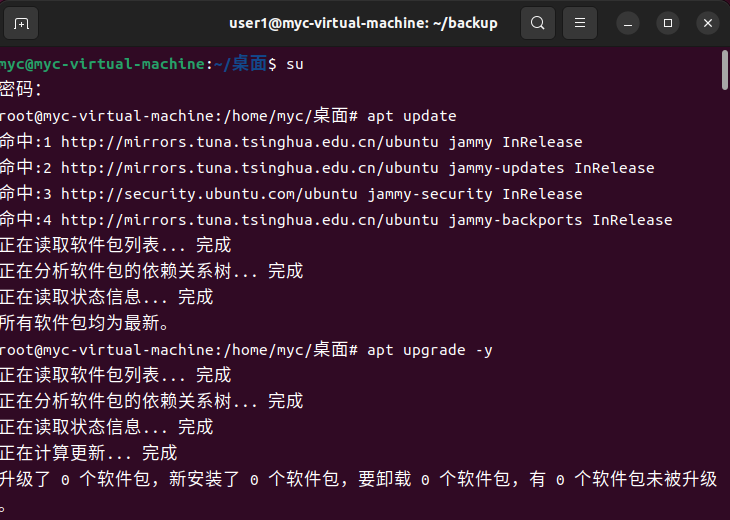 user1@myc-virtual-machine: ~/backup
myc@myc-virtual-machine:~/桌面$ su
密码：
root@myc-virtual-machine:/home/myc/桌面# apt update
命中:1 http://mirrors.tuna.tsinghua.edu.cn/ubuntu jammy InRelease
命中:2 http://mirrors.tuna.tsinghua.edu.cn/ubuntu jammy-updates InRelease
命中:3 http://security.ubuntu.com/ubuntu jammy-security InRelease
命中:4 http://mirrors.tuna.tsinghua.edu.cn/ubuntu jammy-backports InRelease
正在读取软件包列表... 完成
正在分析软件包的依赖关系树... 完成
正在读取状态信息... 完成
所有软件包均为最新。
root@myc-virtual-machine:/home/myc/桌面# apt upgrade -y
正在读取软件包列表... 完成
正在分析软件包的依赖关系树... 完成
正在读取状态信息... 完成
正在计算更新... 完成
升级了 0 个软件包，新安装了 0 个软件包，要卸载 0 个软件包，有 0 个软件包未被升级
。